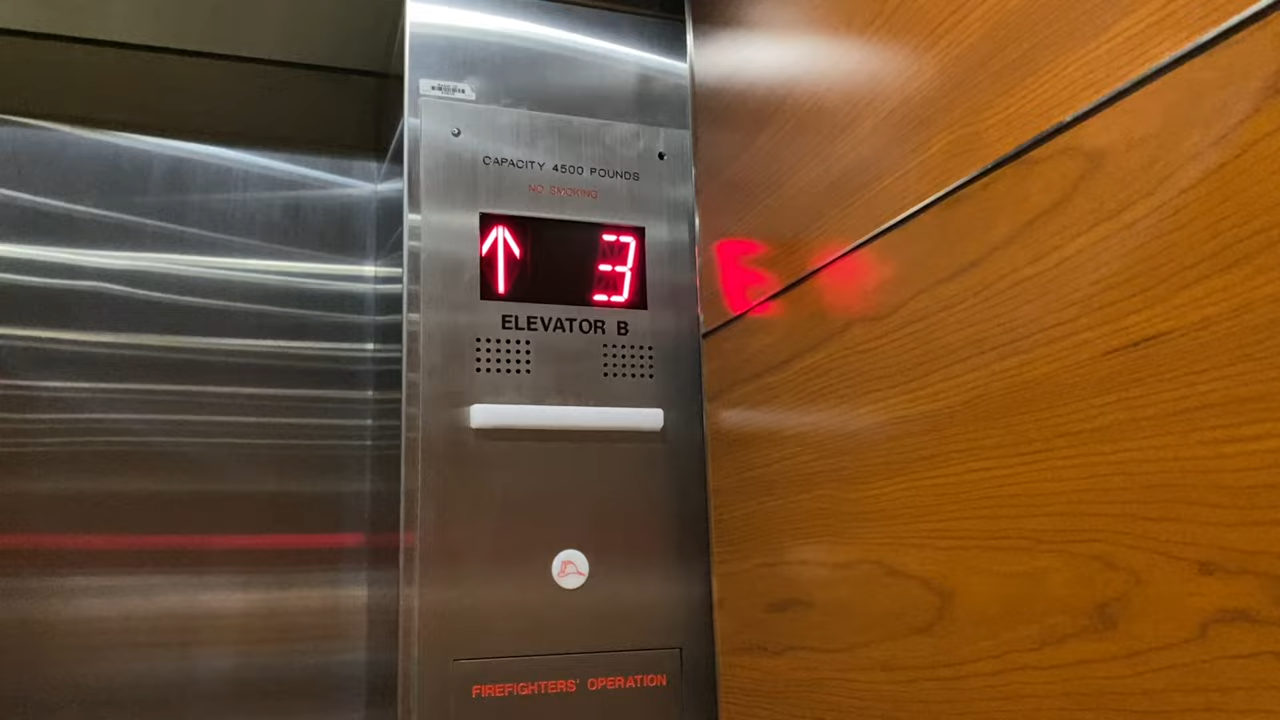 CAPACITY 4500 POUNDS
NO SMOKING
3
ELEVATOR B
FIREFIGHTERS' OPERATION